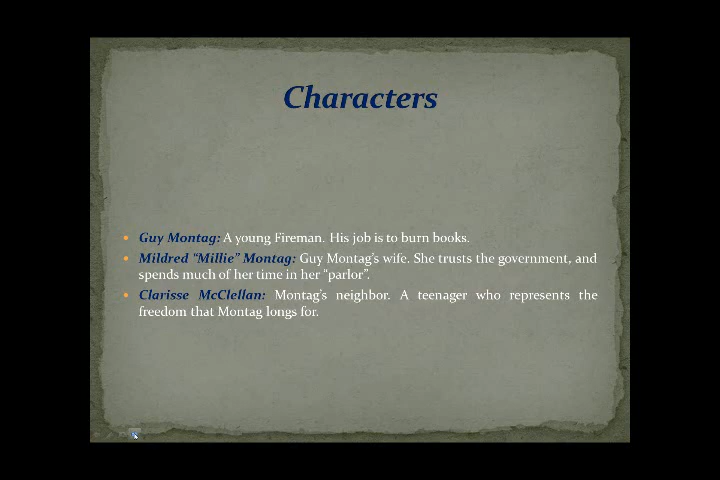 Characters
Guy Montag: A young Fireman. His job is to burn books.
Mildred “Millie” Montag: Guy Montag’s wife. She trusts the government, and
spends much of her time in her “parlor”.
Clarisse McClellan: Montag’s neighbor. A teenager who represents the
freedom that Montag longs for.